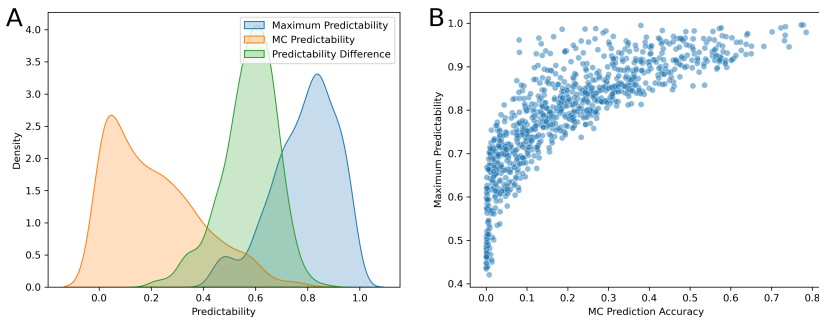 A
4.0
3.5
3.0
2.5
2.0
1.5
1.0
0.5
0.0
Density
0.0 0.2 0.4 0.6 0.8 1.0
Predictability
Maximum Predictability
MC Predictability
Predictability Difference
B
1.0
0.9
0.8
0.7
0.6
0.5
0.4
Maximum Predictability
0.0 0.1 0.2 0.3 0.4 0.5 0.6 0.7 0.8
MC Prediction Accuracy